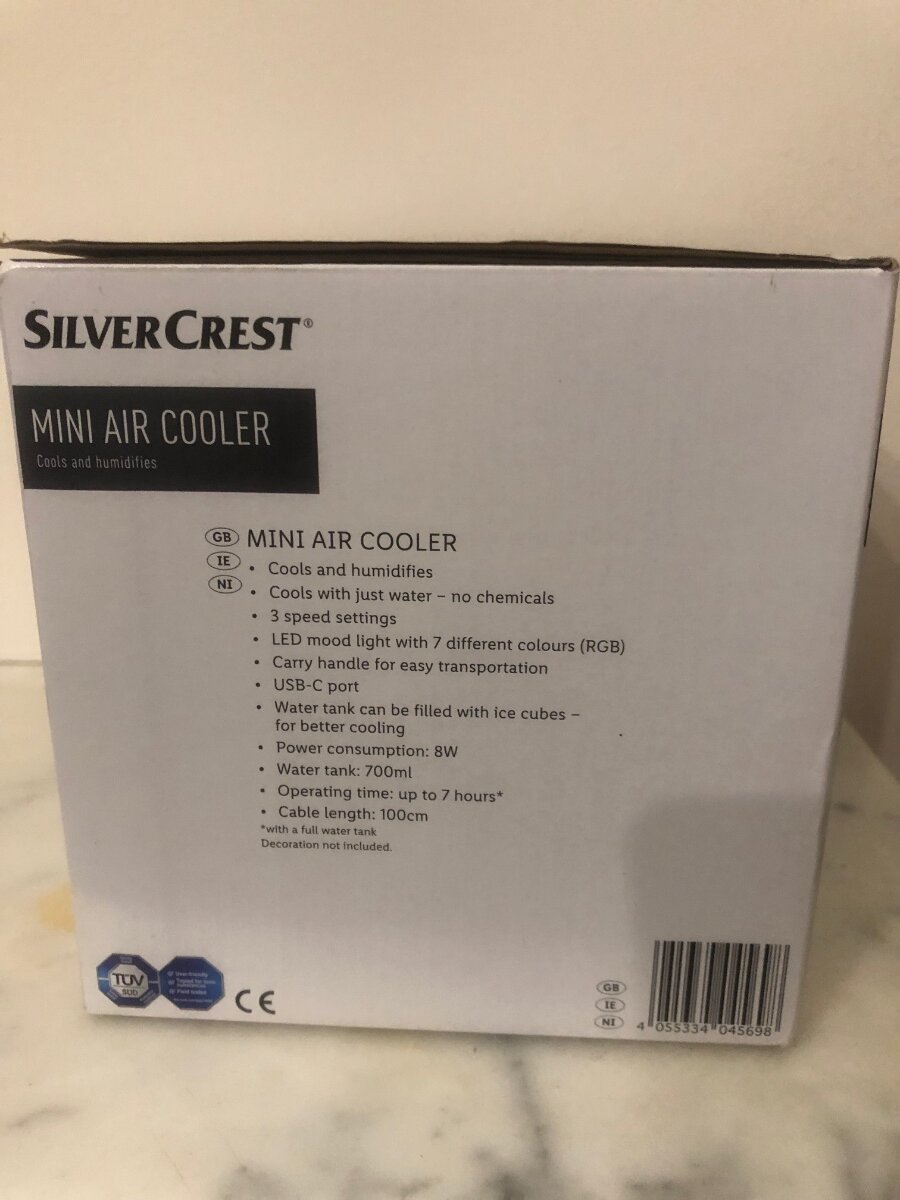 SILVERCREST®
MINI AIR COOLER
Cools and humidifies
GB MINI AIR COOLER
IE • Cools and humidifies
NI • Cools with just water – no chemicals
• 3 speed settings
• LED mood light with 7 different colours (RGB)
• Carry handle for easy transportation
• USB-C port
• Water tank can be filled with ice cubes –
for better cooling
• Power consumption: 8W
• Water tank: 700ml
• Operating time: up to 7 hours*
• Cable length: 100cm
*with a full water tank
Decoration not included.
TÜV
SÜD
User-friendly
Field tested
CE
GB
IE
NI
4 055334 045698